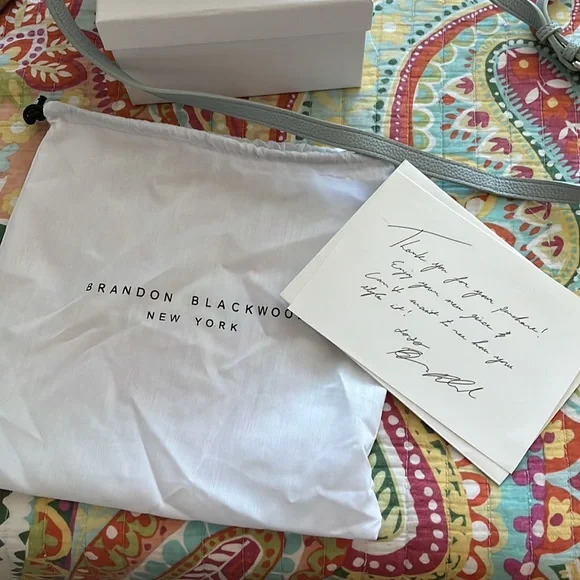 BRANDON BLACKWOO
NEW YORK
Thank you for your purchase!
Enjoy your new piece &
Can't wait to see how you
style it!
xoxo